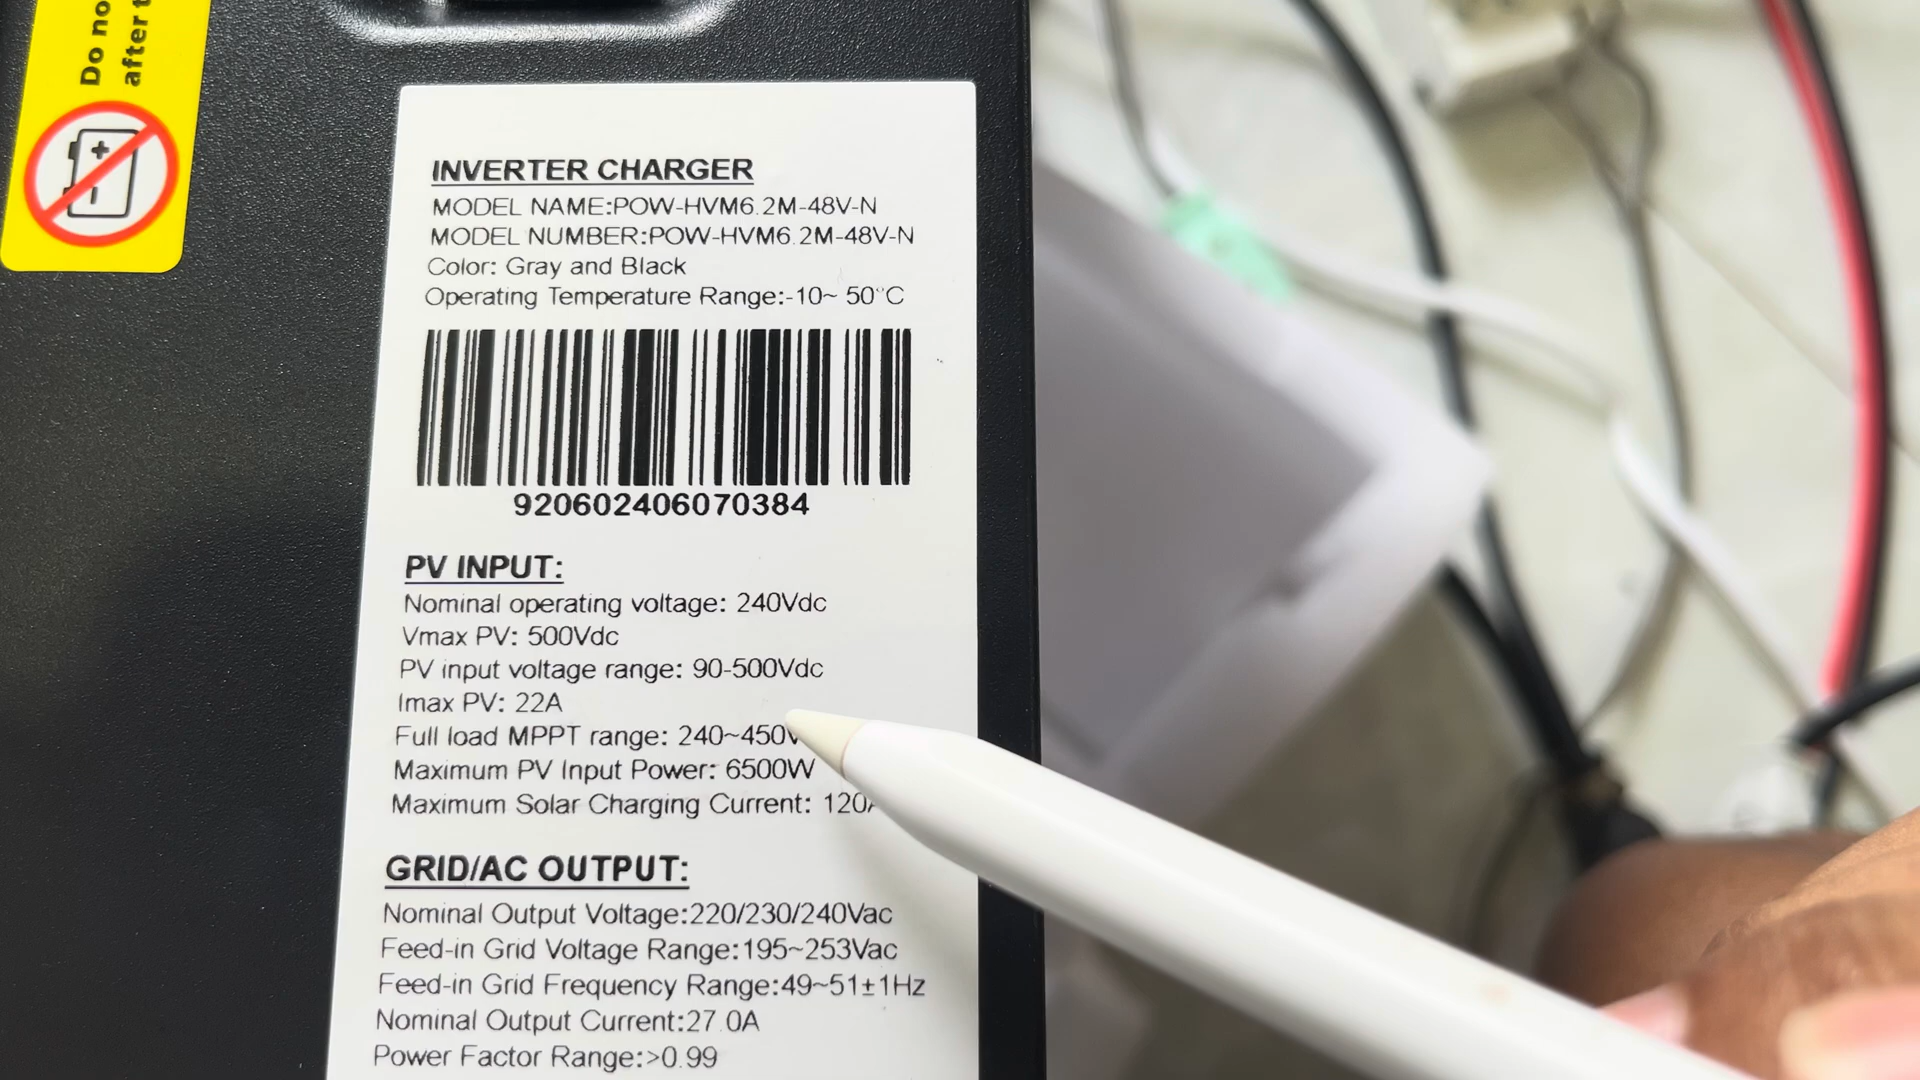 Do no
after t
INVERTER CHARGER
MODEL NAME:POW-HVM6.2M-48V-N
MODEL NUMBER:POW-HVM6.2M-48V-N
Color: Gray and Black
Operating Temperature Range:-10~ 50°C
920602406070384
PV INPUT:
Nominal operating voltage: 240Vdc
Vmax PV: 500Vdc
PV input voltage range: 90-500Vdc
Imax PV: 22A
Full load MPPT range: 240~450V
Maximum PV Input Power: 6500W
Maximum Solar Charging Current: 120A
GRID/AC OUTPUT:
Nominal Output Voltage:220/230/240Vac
Feed-in Grid Voltage Range:195~253Vac
Feed-in Grid Frequency Range:49~51±1Hz
Nominal Output Current:27.0A
Power Factor Range:>0.99